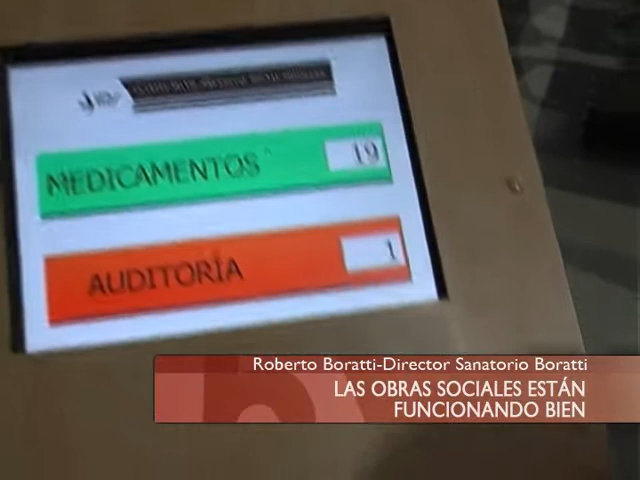 MEDICAMENTOS 19
AUDITORÍA 1
Roberto Boratti-Director Sanatorio Boratti
LAS OBRAS SOCIALES ESTÁN
FUNCIONANDO BIEN